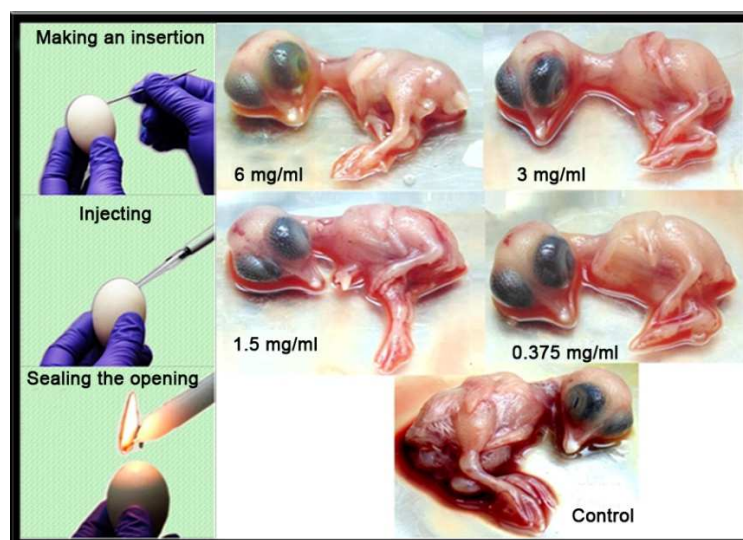 Making an insertion
6 mg/ml
3 mg/ml
Injecting
1.5 mg/ml
0.375 mg/ml
Sealing the opening
Control